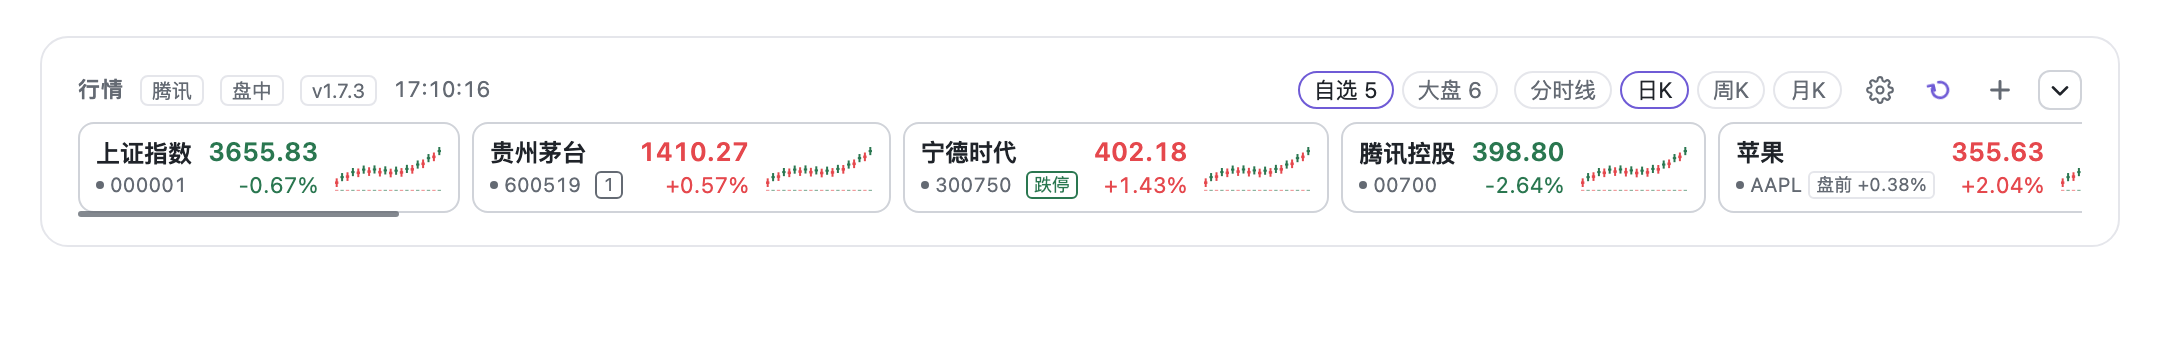 行情 腾讯 盘中 v1.7.3 17:10:16 自选 5 大盘 6 分时线 日K 周K 月K
上证指数 3655.83
000001 -0.67%
贵州茅台 1410.27
600519 1 +0.57%
宁德时代 402.18
300750 跌停 +1.43%
腾讯控股 398.80
00700 -2.64%
苹果 355.63
AAPL 盘前 +0.38% +2.04%